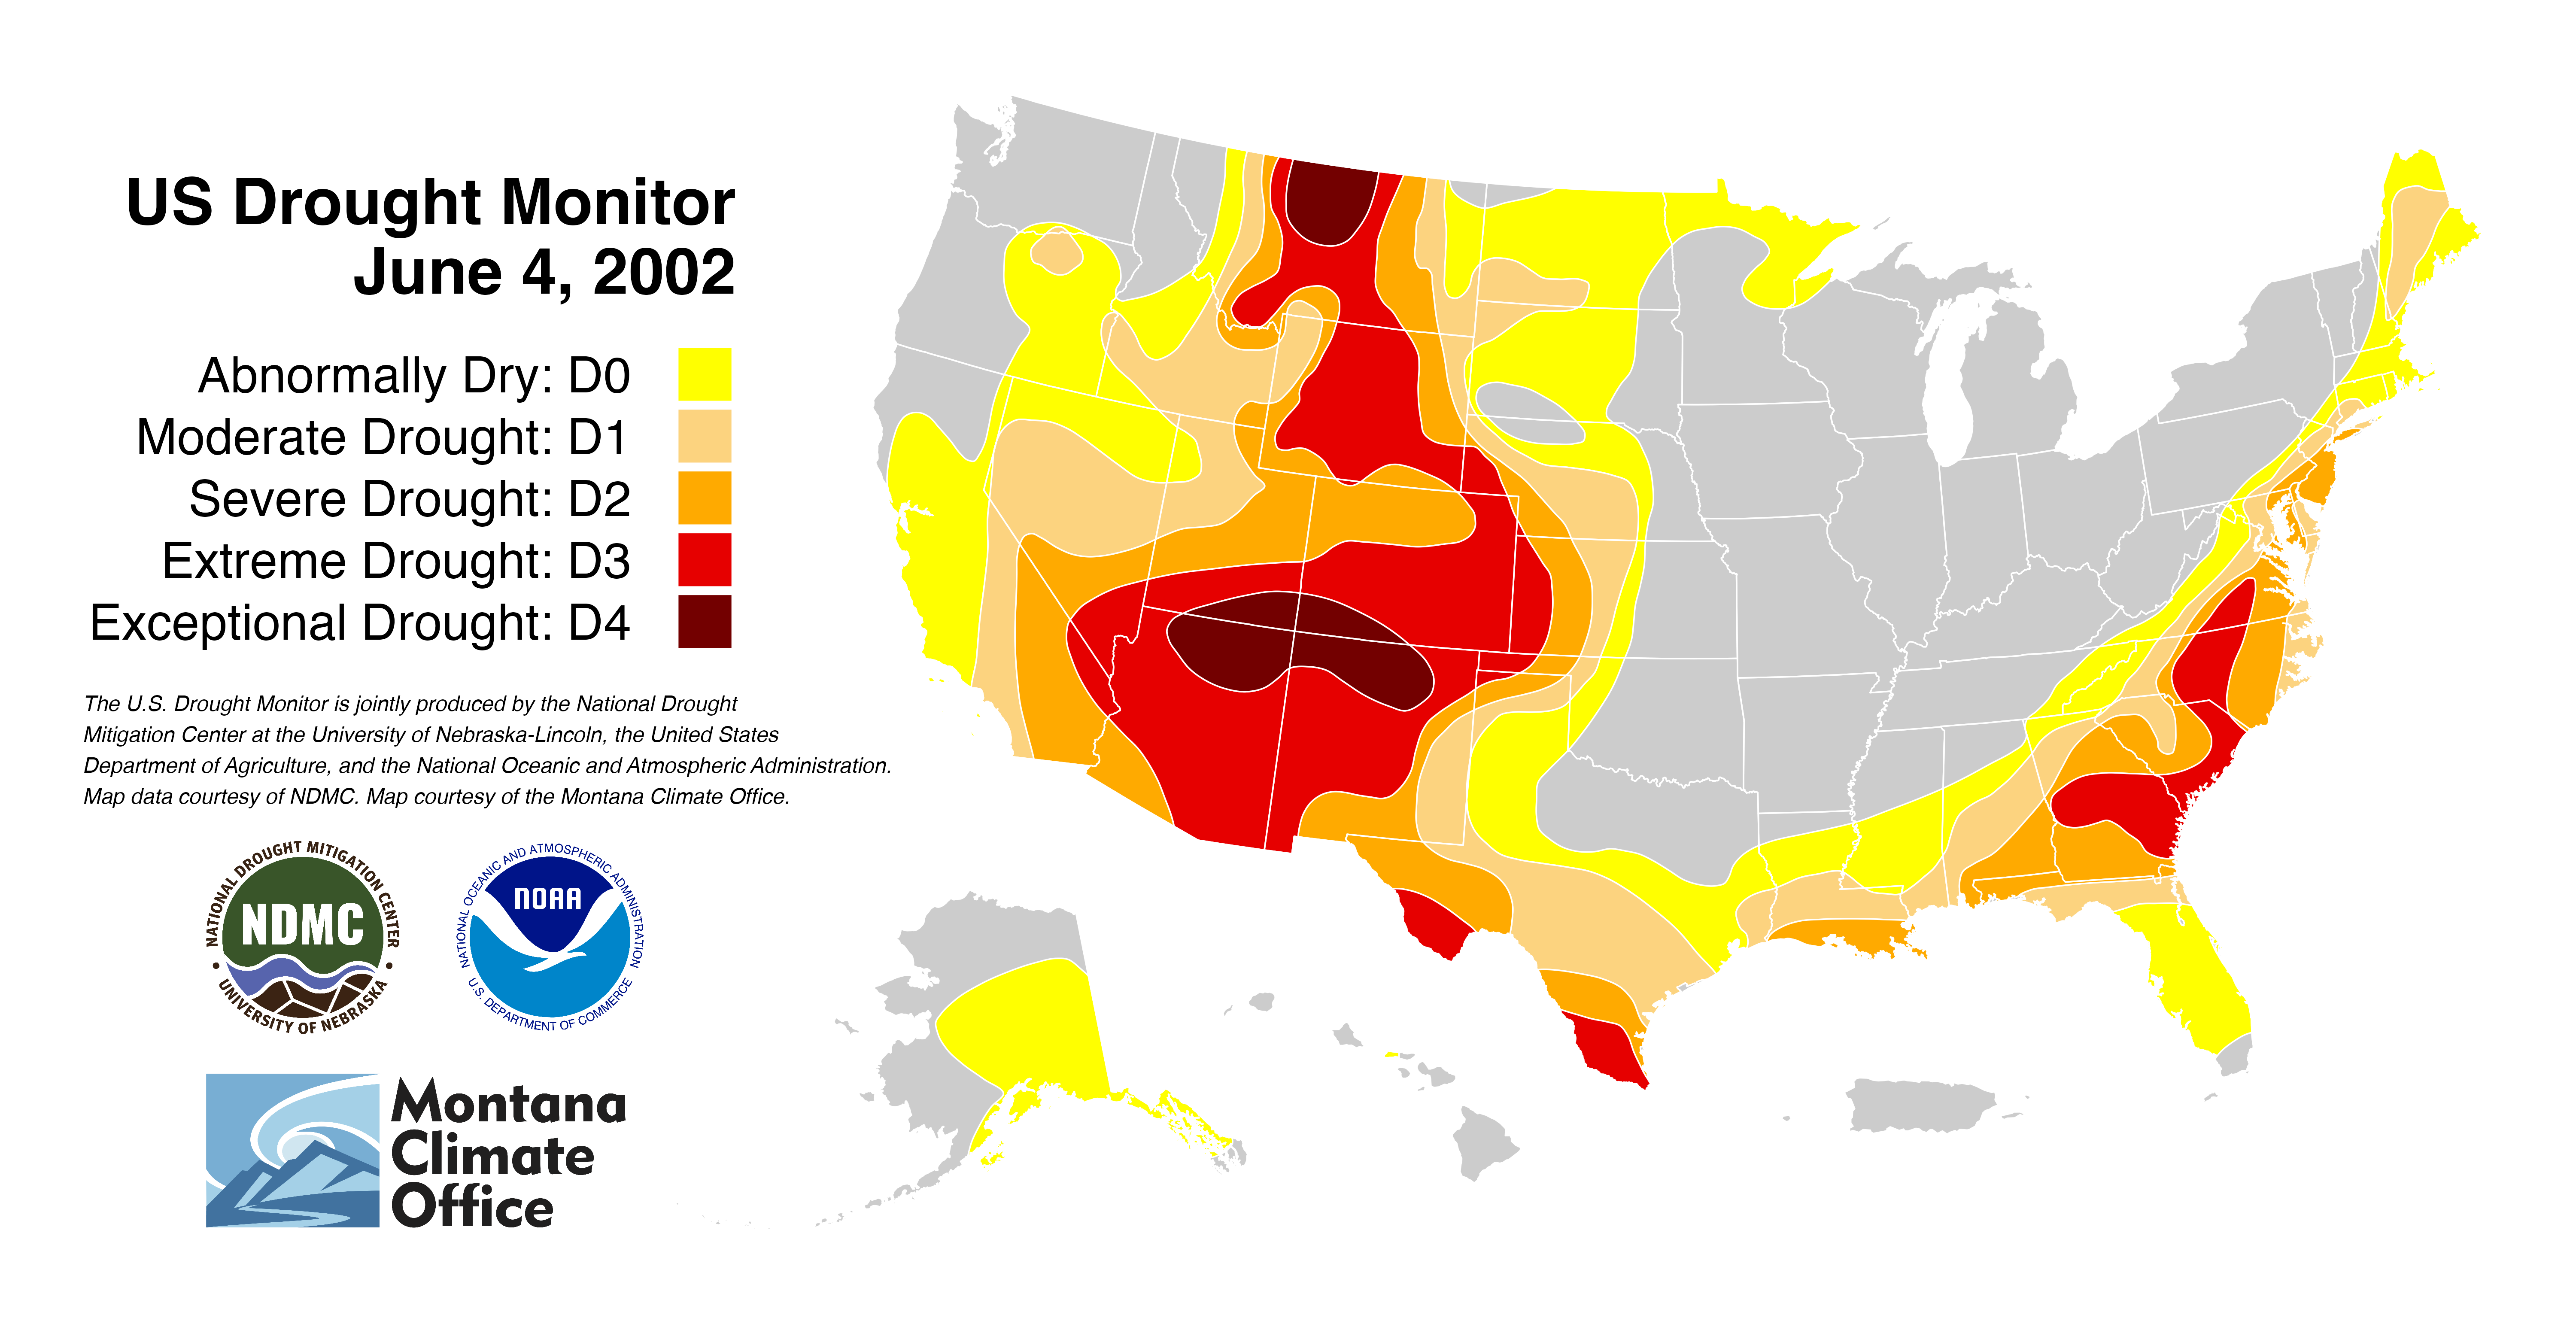 US Drought Monitor
June 4, 2002
Abnormally Dry: D0
Moderate Drought: D1
Severe Drought: D2
Extreme Drought: D3
Exceptional Drought: D4
The U.S. Drought Monitor is jointly produced by the National Drought
Mitigation Center at the University of Nebraska-Lincoln, the United States
Department of Agriculture, and the National Oceanic and Atmospheric Administration.
Map data courtesy of NDMC. Map courtesy of the Montana Climate Office.
NATIONAL DROUGHT MITIGATION CENTER
NDMC
• UNIVERSITY OF NEBRASKA •
NATIONAL OCEANIC AND ATMOSPHERIC ADMINISTRATION
NOAA
U.S. DEPARTMENT OF COMMERCE
Montana
Climate
Office